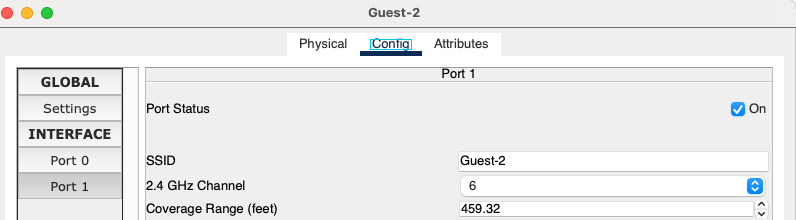 Guest-2
Physical Config Attributes
GLOBAL
Settings
INTERFACE
Port 0
Port 1
Port 1
Port Status On
SSID Guest-2
2.4 GHz Channel 6
Coverage Range (feet) 459.32